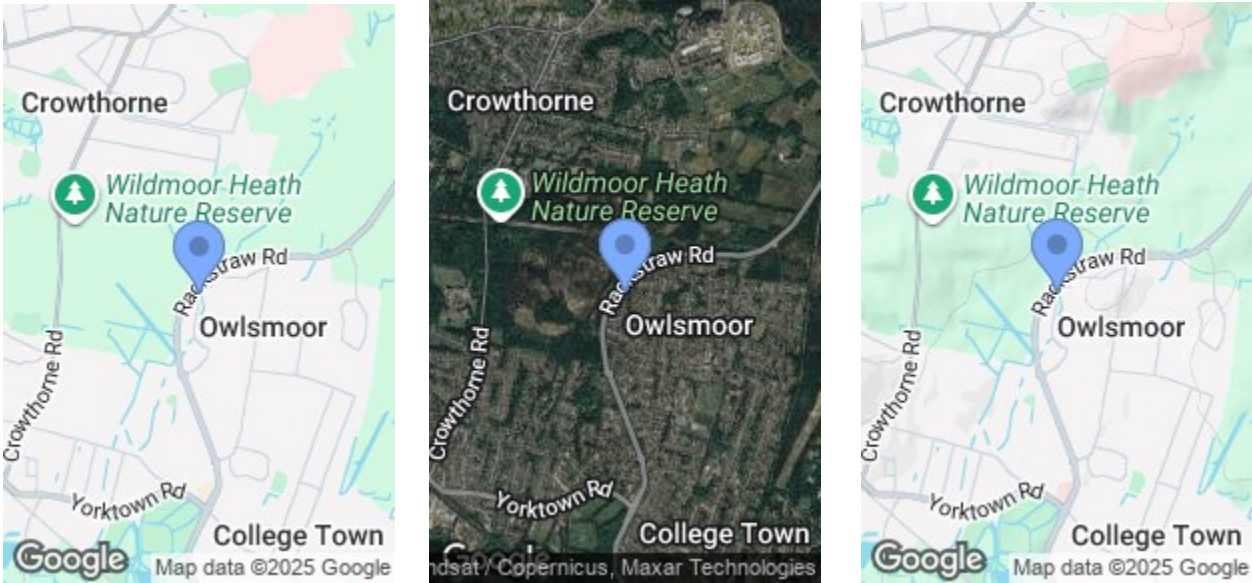 Crowthorne
Wildmoor Heath
Nature Reserve
Rackstraw Rd
Owlsmoor
Crowthorne Rd
Yorktown Rd
College Town
Google
Map data ©2025 Google
Crowthorne
Wildmoor Heath
Nature Reserve
Rackstraw Rd
Owlsmoor
Crowthorne Rd
Yorktown Rd
College Town
Google
ndsat / Copernicus, Maxar Technologies
Crowthorne
Wildmoor Heath
Nature Reserve
Rackstraw Rd
Owlsmoor
Crowthorne Rd
Yorktown Rd
College Town
Google
Map data ©2025 Google